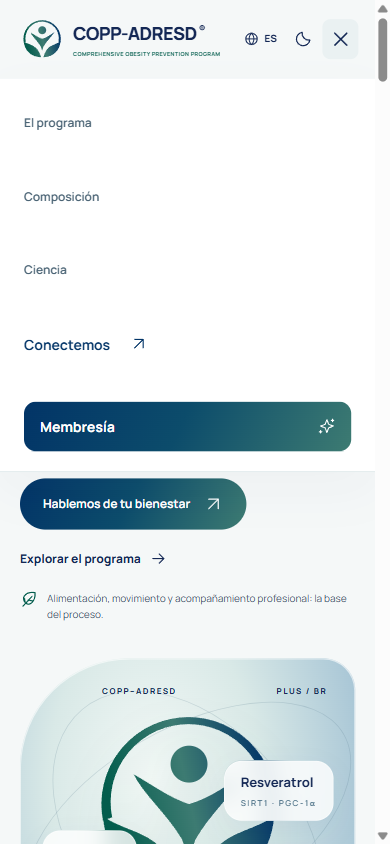 COPP-ADRESD®
COMPREHENSIVE OBESITY PREVENTION PROGRAM
ES
El programa
Composición
Ciencia
Conectemos
Membresía
Hablemos de tu bienestar
Explorar el programa
Alimentación, movimiento y acompañamiento profesional: la base
del proceso.
COPP-ADRESD
PLUS / BR
Resveratrol
SIRT1 · PGC-1α